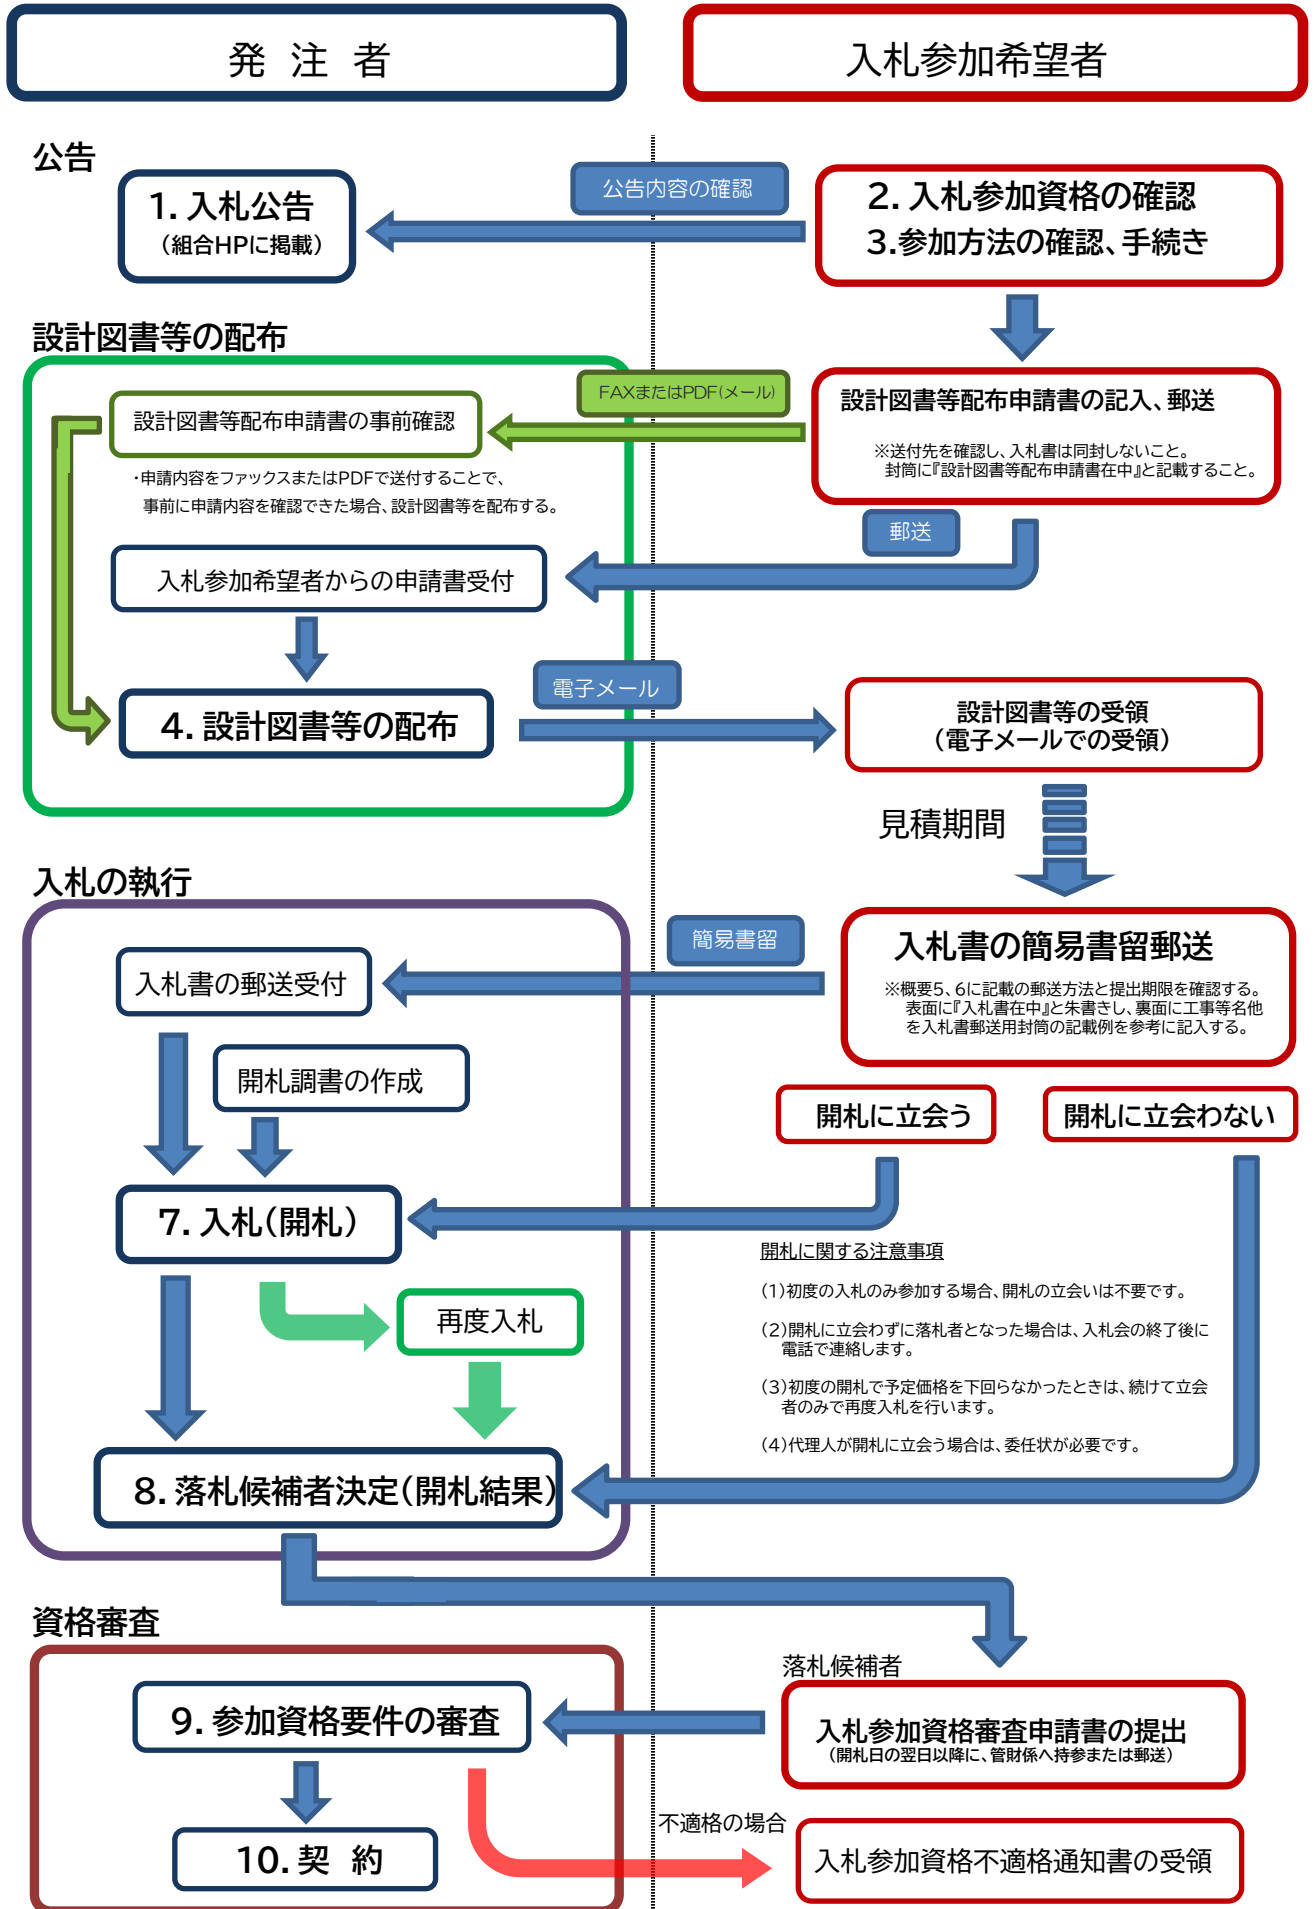 発 注 者
入札参加希望者
公告
1. 入札公告
（組合HPに掲載）
公告内容の確認
2. 入札参加資格の確認
3.参加方法の確認、手続き
設計図書等の配布
設計図書等配布申請書の事前確認
FAXまたはPDF(メール)
設計図書等配布申請書の記入、郵送
※送付先を確認し、入札書は同封しないこと。
封筒に『設計図書等配布申請書在中』と記載すること。
・申請内容をファックスまたはPDFで送付することで、
事前に申請内容を確認できた場合、設計図書等を配布する。
郵送
入札参加希望者からの申請書受付
電子メール
4. 設計図書等の配布
設計図書等の受領
（電子メールでの受領）
見積期間
入札の執行
簡易書留
入札書の郵送受付
入札書の簡易書留郵送
※概要5、6に記載の郵送方法と提出期限を確認する。
表面に『入札書在中』と朱書きし、裏面に工事等名他
を入札書郵送用封筒の記載例を参考に記入する。
開札調書の作成
開札に立会う
開札に立会わない
7. 入札（開札）
開札に関する注意事項
（1）初度の入札のみ参加する場合、開札の立会いは不要です。
（2）開札に立会わずに落札者となった場合は、入札会の終了後に
電話で連絡します。
（3）初度の開札で予定価格を下回らなかったときは、続けて立会
者のみで再度入札を行います。
（4）代理人が開札に立会う場合は、委任状が必要です。
再度入札
8. 落札候補者決定（開札結果）
資格審査
落札候補者
9. 参加資格要件の審査
入札参加資格審査申請書の提出
（開札日の翌日以降に、管財係へ持参または郵送）
不適格の場合
10. 契 約
入札参加資格不適格通知書の受領